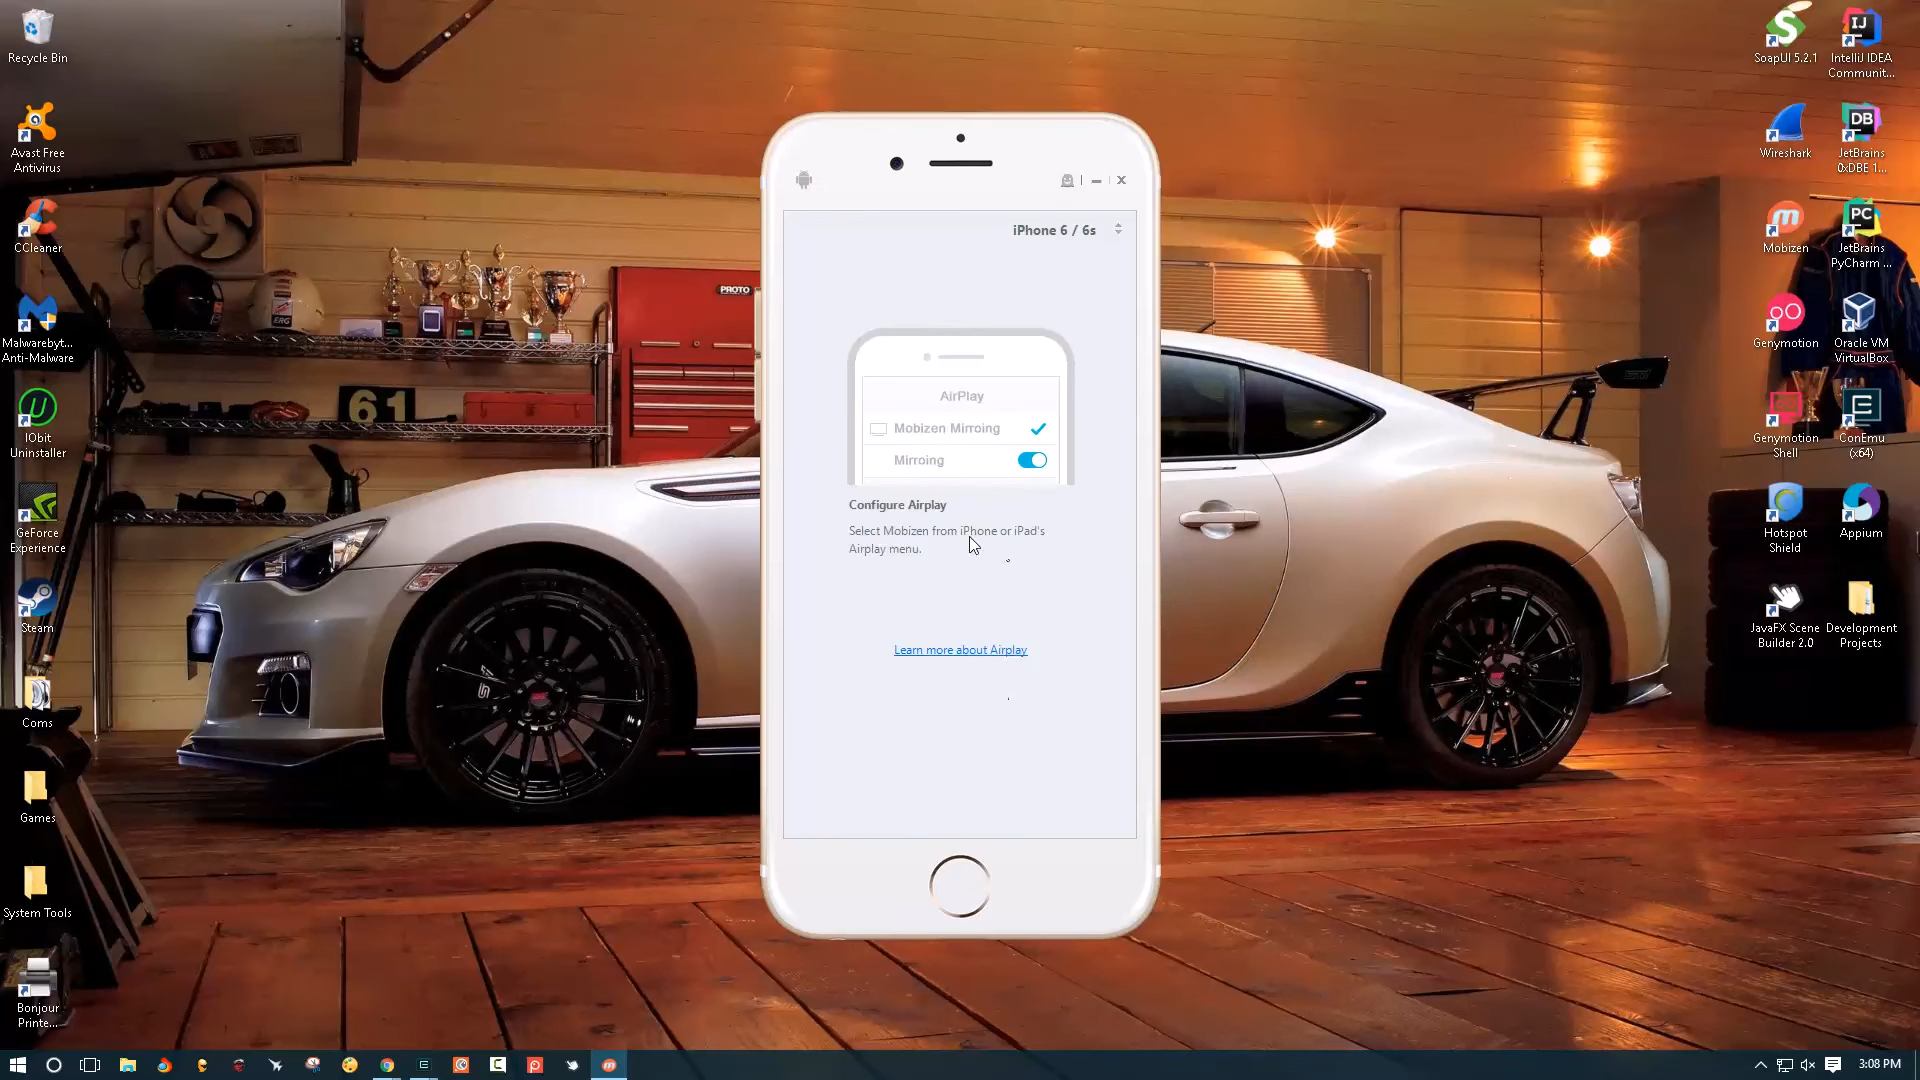 Recycle Bin
Avast Free
Antivirus
CCleaner
Malwarebyt...
Anti-Malware
IObit
Uninstaller
GeForce
Experience
Steam
Coms
Games
System Tools
Bonjour
Printe...
PROTO
ERG
61
iPhone 6 / 6s
AirPlay
Mobizen Mirroing
Mirroing
Configure Airplay
Select Mobizen from iPhone or iPad's
Airplay menu.
Learn more about Airplay
SoapUI 5.2.1
IntelliJ IDEA
Communit...
Wireshark
JetBrains
0xDBE 1...
Mobizen
JetBrains
PyCharm ...
Genymotion
Oracle VM
VirtualBox
Genymotion
Shell
ConEmu
(x64)
Hotspot
Shield
Appium
JavaFX Scene
Builder 2.0
Development
Projects
3:08 PM